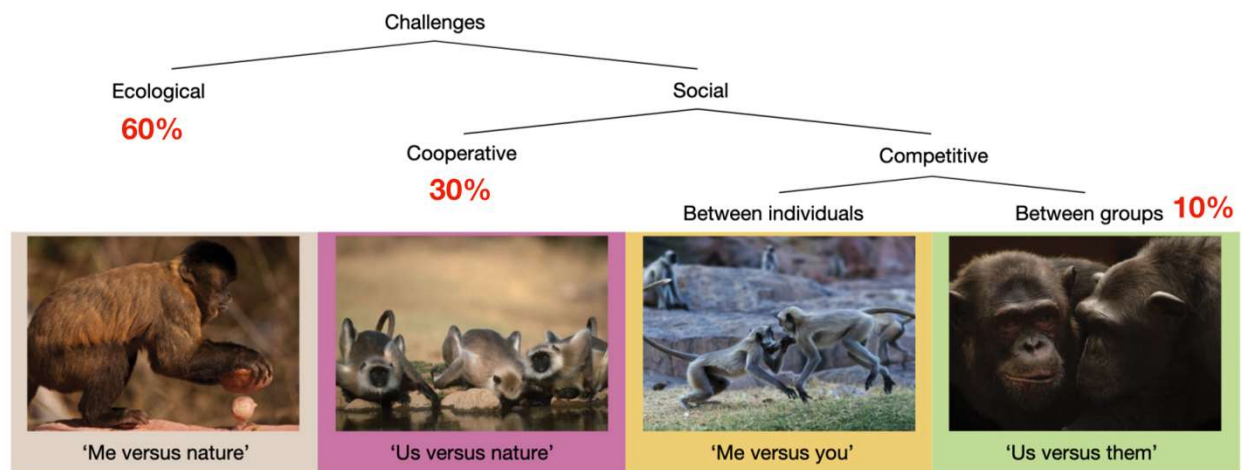 Challenges
Ecological
Social
60%
Cooperative
Competitive
30%
Between individuals
Between groups 10%
‘Me versus nature’
‘Us versus nature’
‘Me versus you’
‘Us versus them’